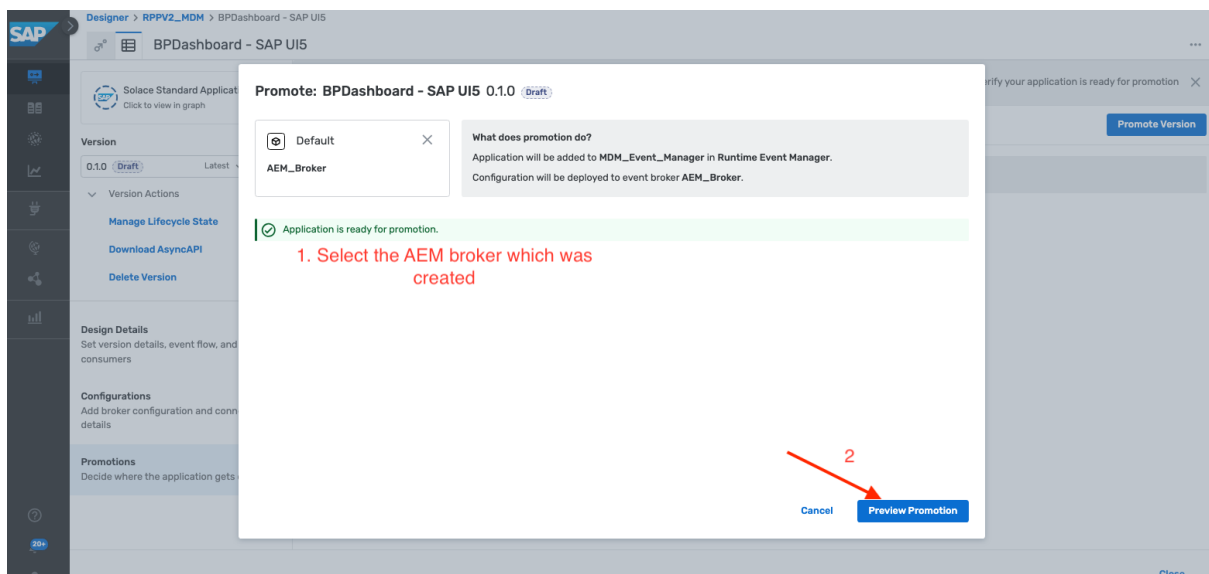 SAP
Designer > RPPV2_MDM > BPDashboard - SAP UI5
BPDashboard - SAP UI5
Solace Standard Applicat
Click to view in graph
erify your application is ready for promotion
Promote Version
Version
0.1.0 Draft Latest
Version Actions
Manage Lifecycle State
Download AsyncAPI
Delete Version
Design Details
Set version details, event flow, and
consumers
Configurations
Add broker configuration and conn
details
Promotions
Decide where the application gets
20+
Promote: BPDashboard - SAP UI5 0.1.0 Draft
Default
AEM_Broker
What does promotion do?
Application will be added to MDM_Event_Manager in Runtime Event Manager.
Configuration will be deployed to event broker AEM_Broker.
Application is ready for promotion.
1. Select the AEM broker which was
created
2
Cancel
Preview Promotion
Close